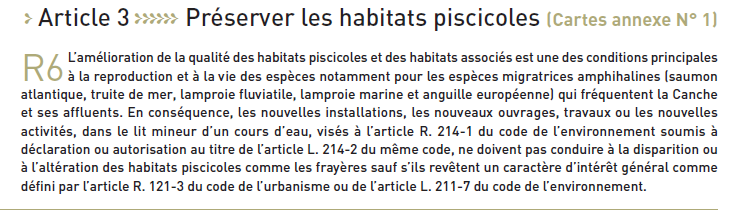 › Article 3 ›››››› Préserver les habitats piscicoles (Cartes annexe N° 1)
R6 L'amélioration de la qualité des habitats piscicoles et des habitats associés est une des conditions principales
à la reproduction et à la vie des espèces notamment pour les espèces migratrices amphihalines (saumon
atlantique, truite de mer, lamproie fluviatile, lamproie marine et anguille européenne) qui fréquentent la Canche
et ses affluents. En conséquence, les nouvelles installations, les nouveaux ouvrages, travaux ou les nouvelles
activités, dans le lit mineur d'un cours d'eau, visés à l'article R. 214-1 du code de l'environnement soumis à
déclaration ou autorisation au titre de l'article L. 214-2 du même code, ne doivent pas conduire à la disparition ou
à l'altération des habitats piscicoles comme les frayères sauf s'ils revêtent un caractère d'intérêt général comme
défini par l'article R. 121-3 du code de l'urbanisme ou de l'article L. 211-7 du code de l'environnement.